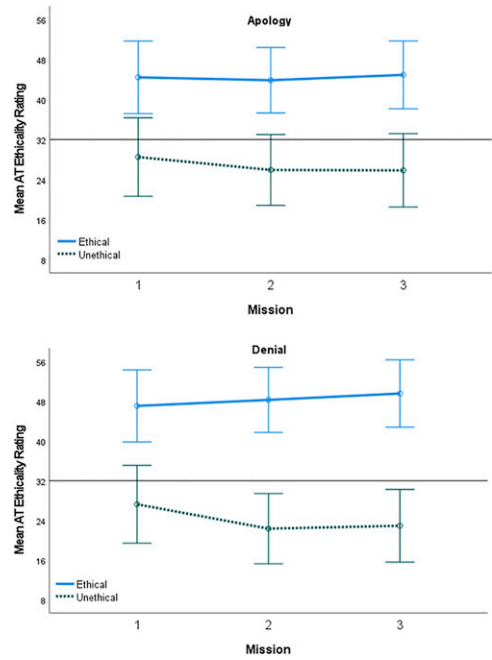 Apology
Mean AT Ethicality Rating
56
48
40
32
24
16
8
Ethical
Unethical
1 2 3
Mission
Denial
Mean AT Ethicality Rating
56
48
40
32
24
16
8
Ethical
Unethical
1 2 3
Mission